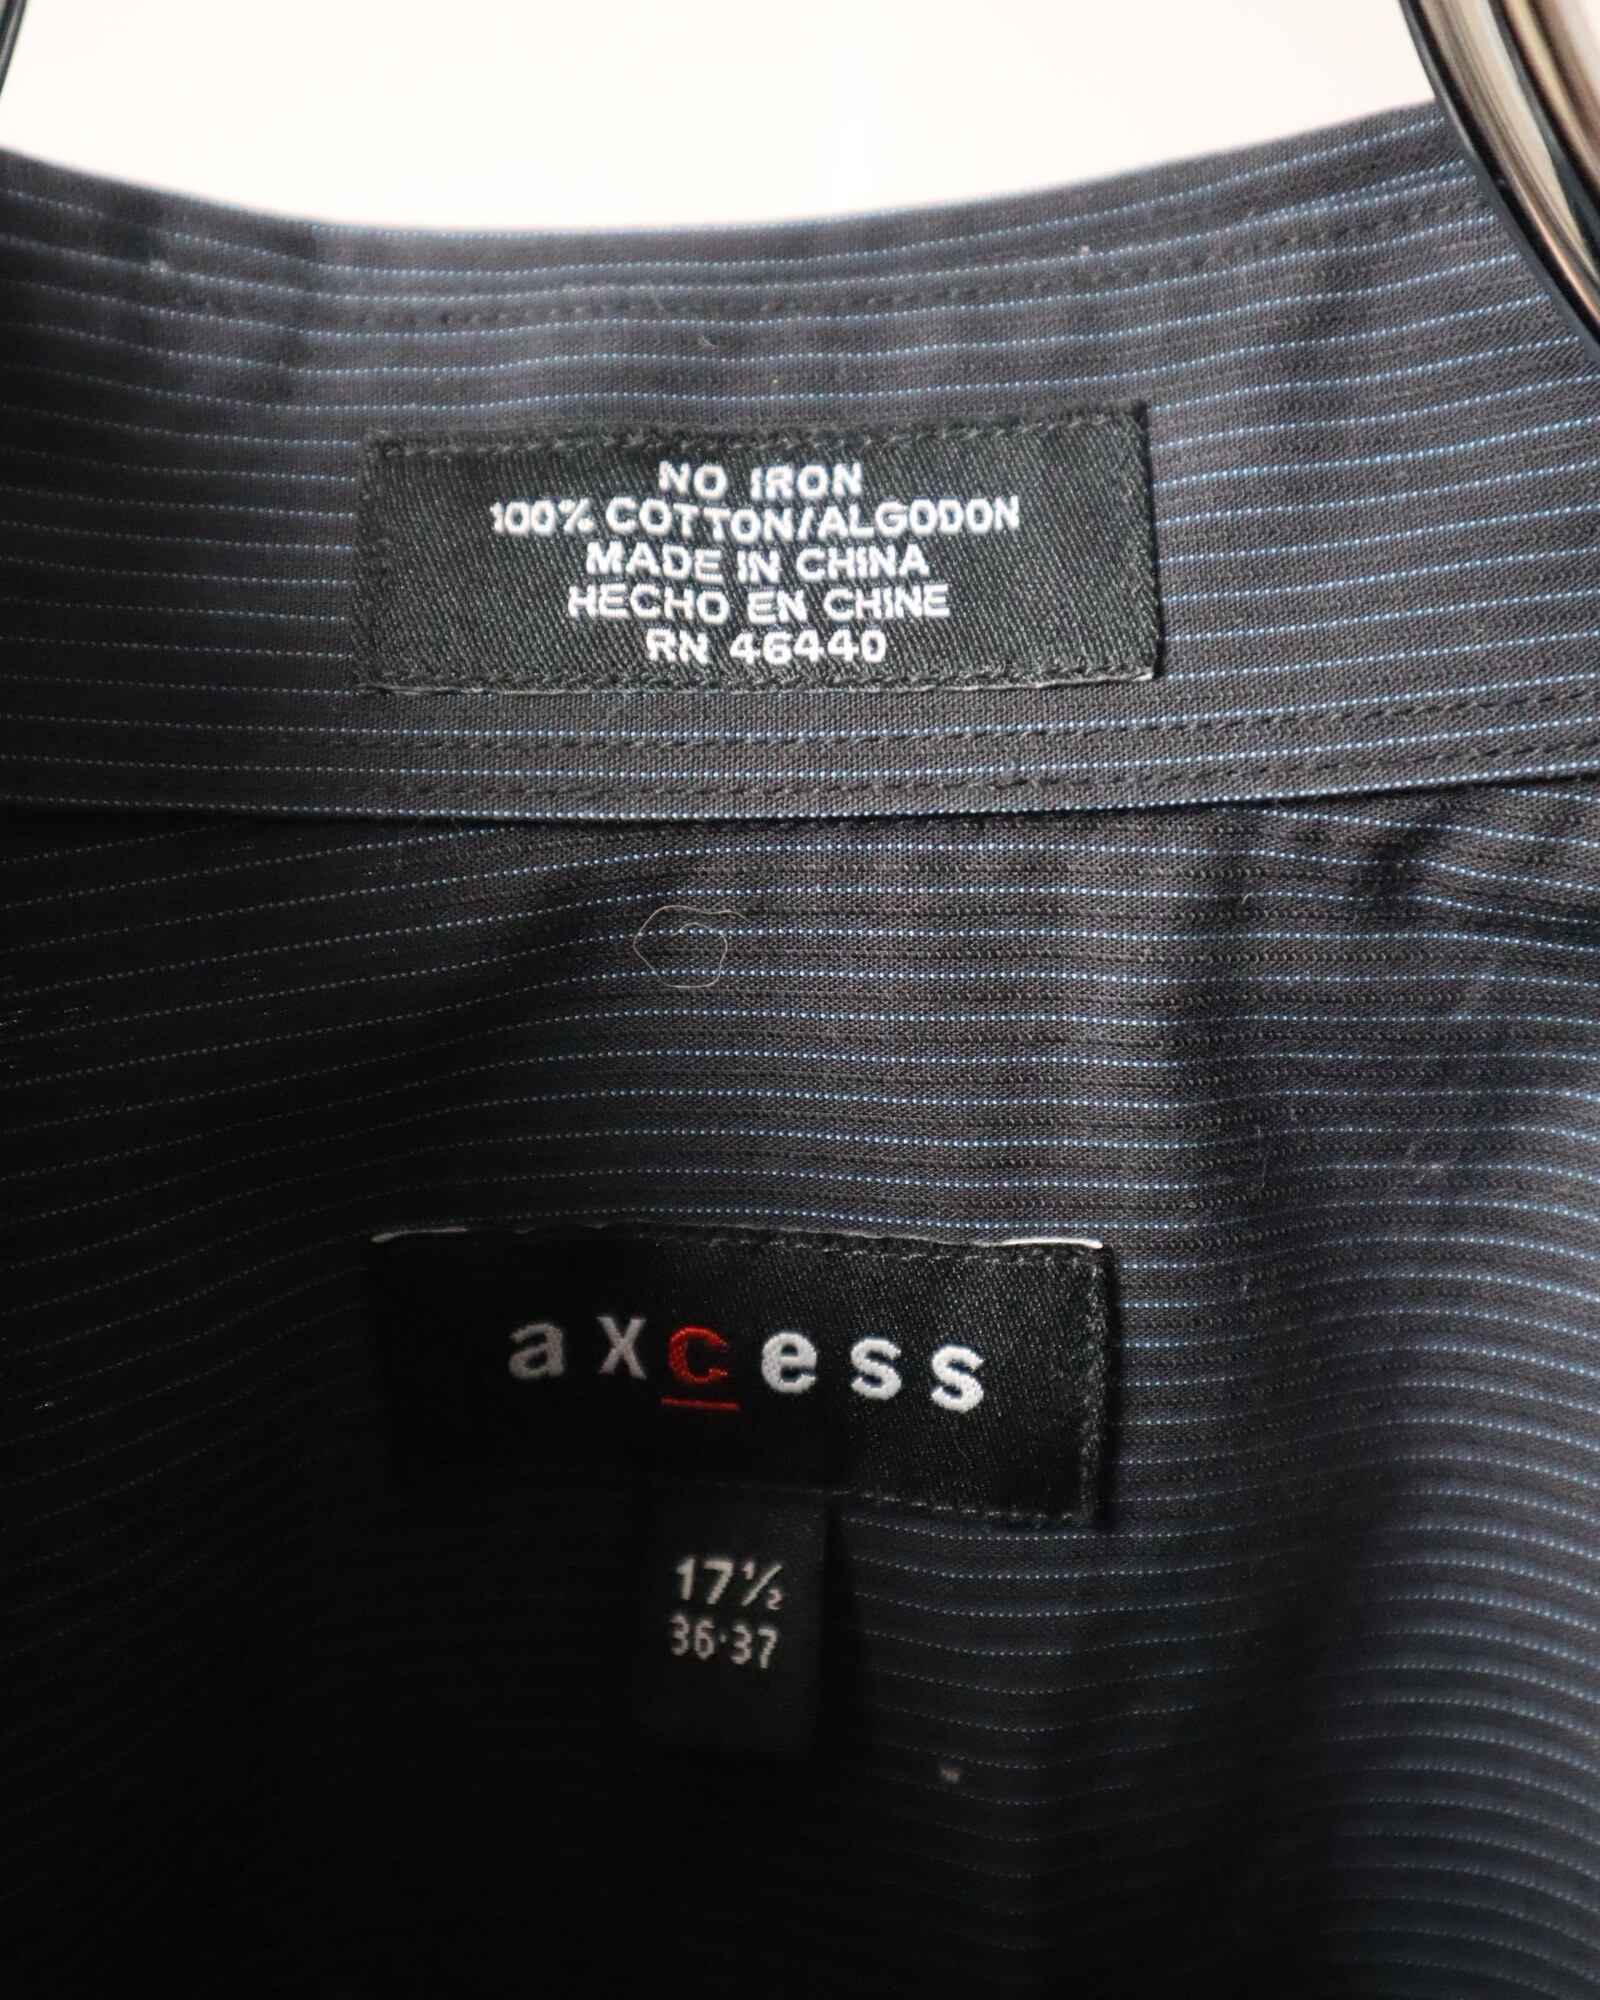 NO IRON
100% COTTON/ALGODON
MADE IN CHINA
HECHO EN CHINE
RN 46440
axcess
17½
36·37